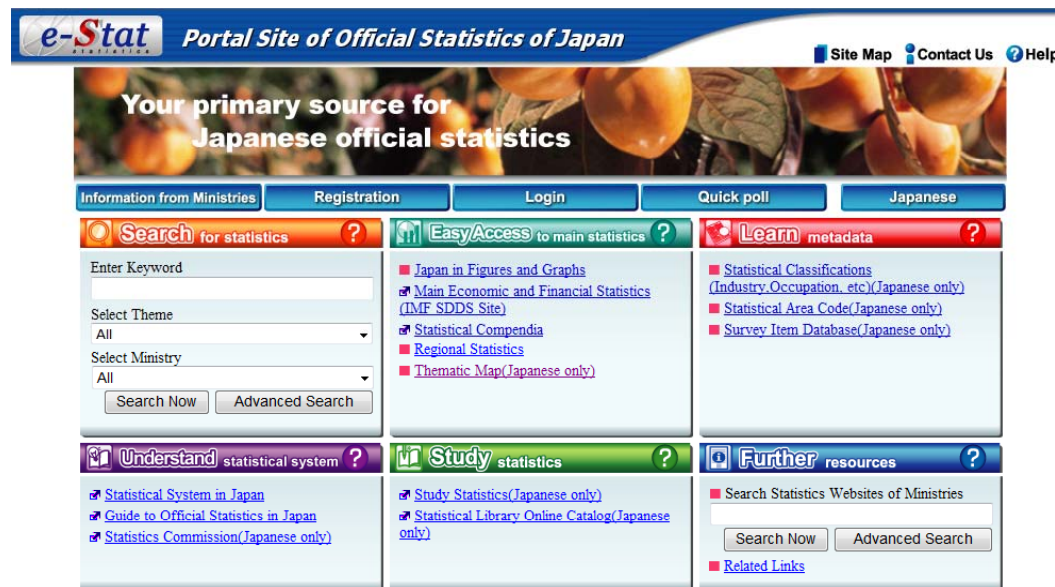 e-Stat
statistics
Portal Site of Official Statistics of Japan
Site Map Contact Us Help
Your primary source for
Japanese official statistics
Information from Ministries Registration Login Quick poll Japanese
Search for statistics ?
Enter Keyword
Select Theme
All
Select Ministry
All
Search Now Advanced Search
EasyAccess to main statistics ?
Japan in Figures and Graphs
Main Economic and Financial Statistics
(IMF SDDS Site)
Statistical Compendia
Regional Statistics
Thematic Map(Japanese only)
Learn metadata ?
Statistical Classifications
(Industry,Occupation, etc)(Japanese only)
Statistical Area Code(Japanese only)
Survey Item Database(Japanese only)
Understand statistical system ?
Statistical System in Japan
Guide to Official Statistics in Japan
Statistics Commission(Japanese only)
Study statistics ?
Study Statistics(Japanese only)
Statistical Library Online Catalog(Japanese
only)
Further resources ?
Search Statistics Websites of Ministries
Search Now Advanced Search
Related Links